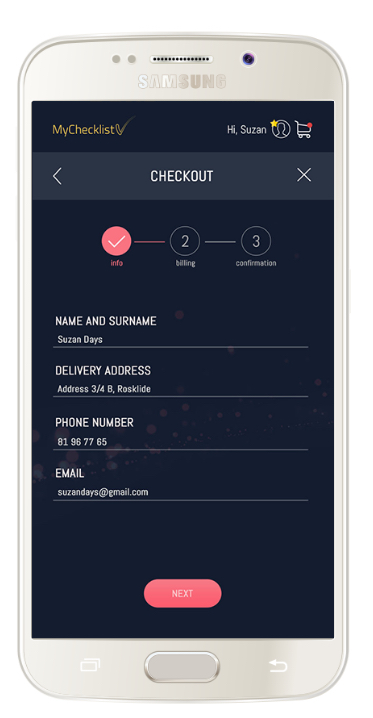 SAMSUNG
MyChecklist
Hi, Suzan
CHECKOUT
2
3
info
billing
confirmation
NAME AND SURNAME
Suzan Days
DELIVERY ADDRESS
Address 3/4 B, Rosklide
PHONE NUMBER
81 96 77 65
EMAIL
suzandays@gmail.com
NEXT